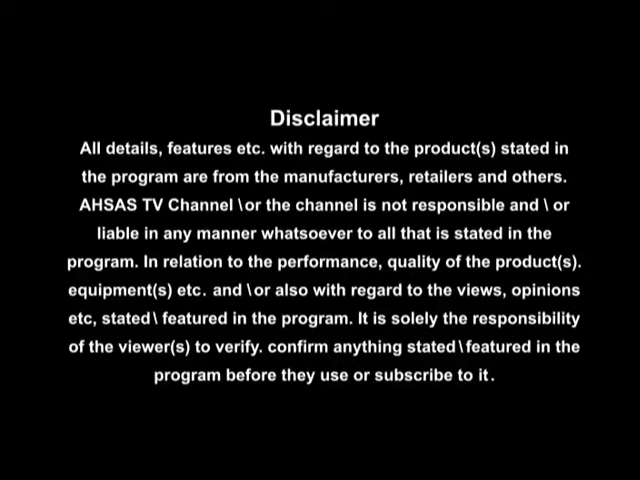 Disclaimer
All details, features etc. with regard to the product(s) stated in
the program are from the manufacturers, retailers and others.
AHSAS TV Channel \or the channel is not responsible and \ or
liable in any manner whatsoever to all that is stated in the
program. In relation to the performance, quality of the product(s).
equipment(s) etc. and \or also with regard to the views, opinions
etc, stated\ featured in the program. It is solely the responsibility
of the viewer(s) to verify. confirm anything stated\featured in the
program before they use or subscribe to it.